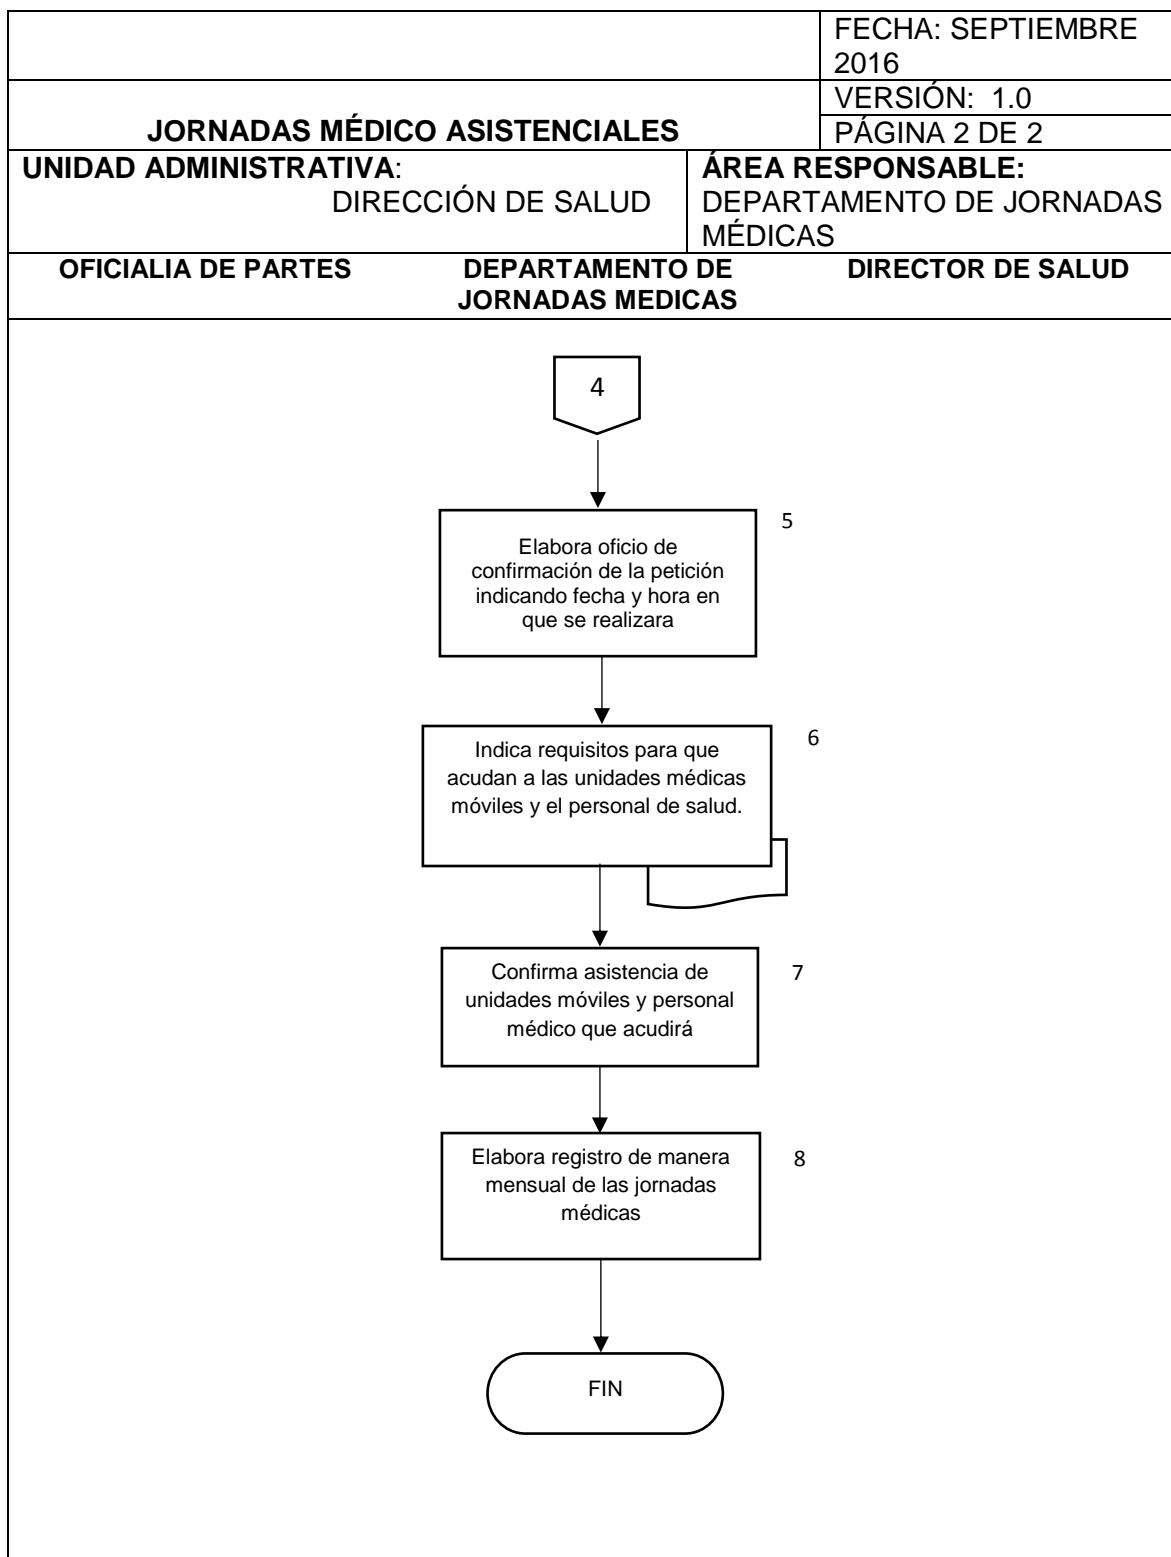 FECHA: SEPTIEMBRE
2016
VERSIÓN: 1.0
JORNADAS MÉDICO ASISTENCIALES
PÁGINA 2 DE 2
UNIDAD ADMINISTRATIVA:
DIRECCIÓN DE SALUD
ÁREA RESPONSABLE:
DEPARTAMENTO DE JORNADAS
MÉDICAS
OFICIALIA DE PARTES
DEPARTAMENTO DE
JORNADAS MEDICAS
DIRECTOR DE SALUD
4
5
Elabora oficio de
confirmación de la petición
indicando fecha y hora en
que se realizara
6
Indica requisitos para que
acudan a las unidades médicas
móviles y el personal de salud.
7
Confirma asistencia de
unidades móviles y personal
médico que acudirá
8
Elabora registro de manera
mensual de las jornadas
médicas
FIN